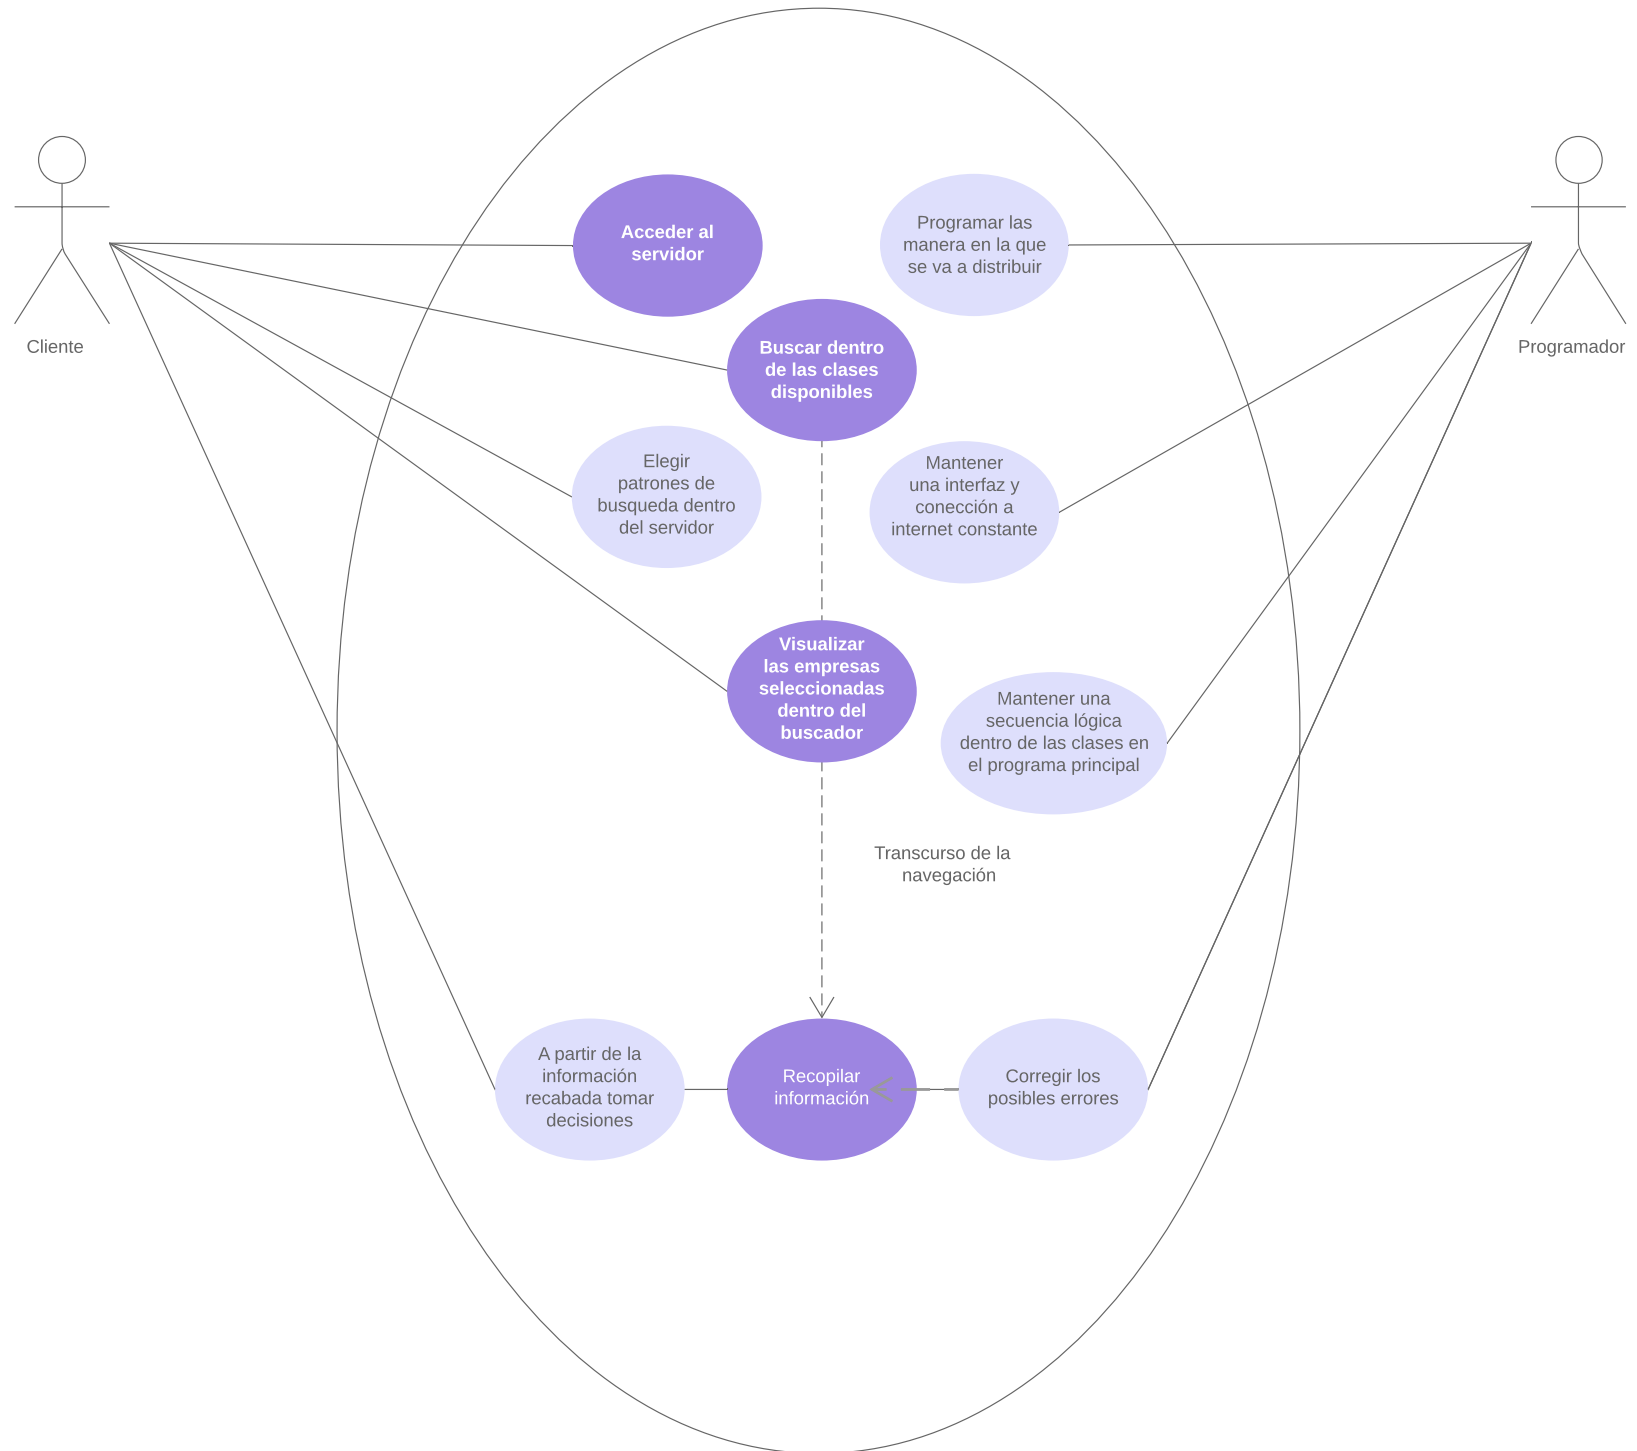 Cliente
Programador
Acceder al
servidor
Programar las
manera en la que
se va a distribuir
Buscar dentro
de las clases
disponibles
Elegir
patrones de
busqueda dentro
del servidor
Mantener
una interfaz y
conección a
internet constante
Visualizar
las empresas
seleccionadas
dentro del
buscador
Mantener una
secuencia lógica
dentro de las clases en
el programa principal
Transcurso de la
navegación
A partir de la
información
recabada tomar
decisiones
Recopilar
información
Corregir los
posibles errores